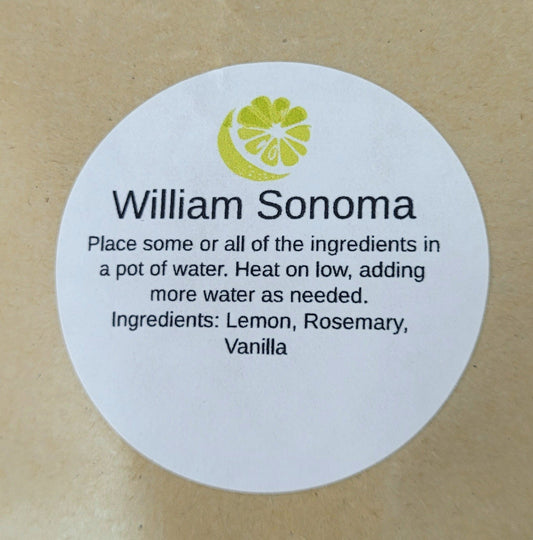 William Sonoma
Place some or all of the ingredients in
a pot of water. Heat on low, adding
more water as needed.
Ingredients: Lemon, Rosemary,
Vanilla